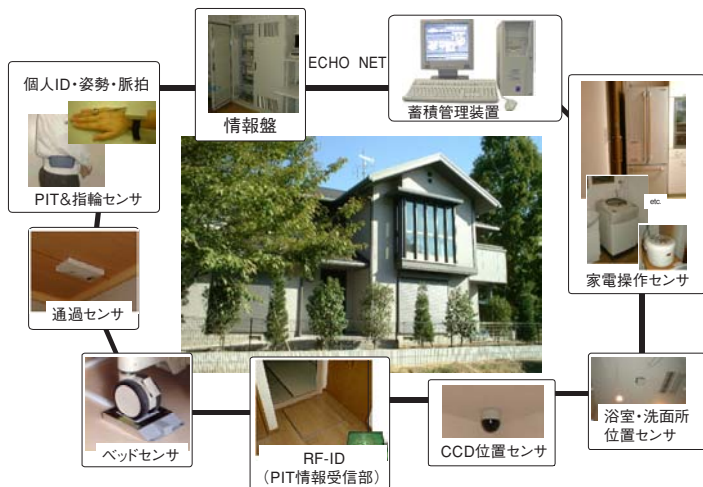 個人ID・姿勢・脈拍
PIT&指輪センサ
情報盤
ECHO NET
蓄積管理装置
etc.
家電操作センサ
通過センサ
ベッドセンサ
RF-ID
（PIT情報受信部）
CCD位置センサ
浴室・洗面所
位置センサ